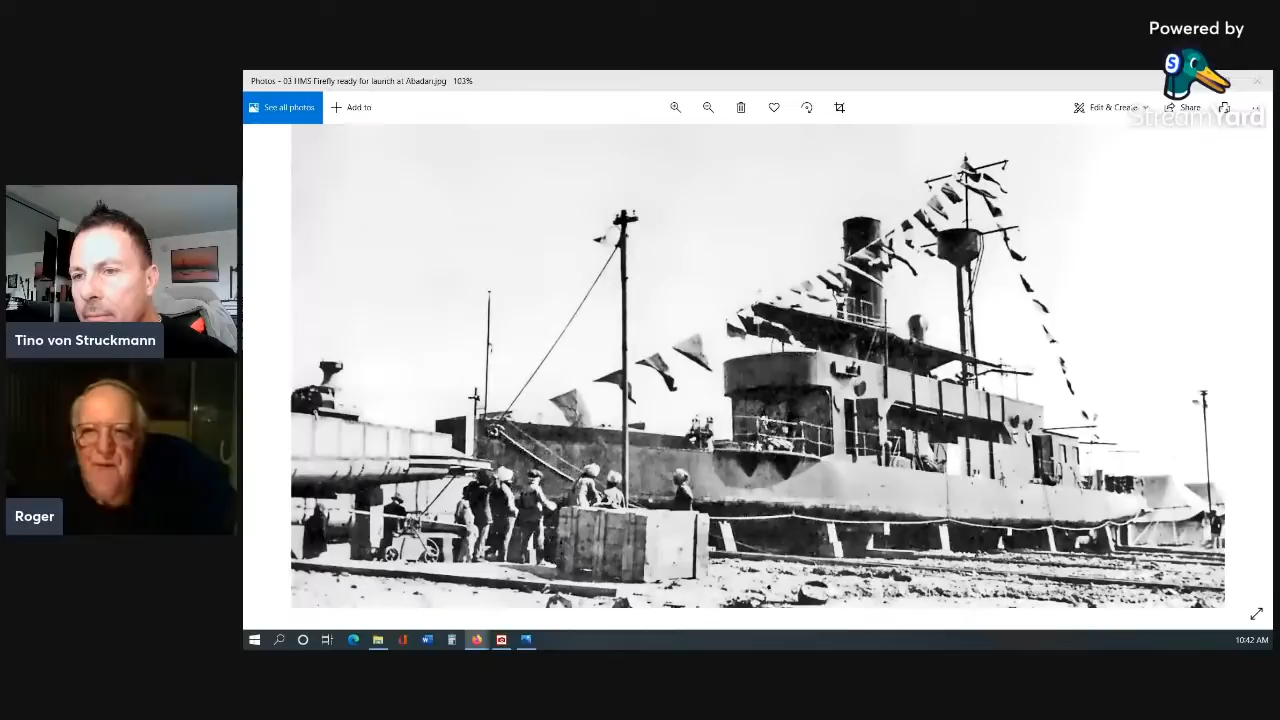 Powered by
S
StreamYard
Photos - 03 HMS Firefly ready for launch at Abadan.jpg 103%
See all photos
Add to
Edit & Create
Share
Tino von Struckmann
Roger
10:42 AM